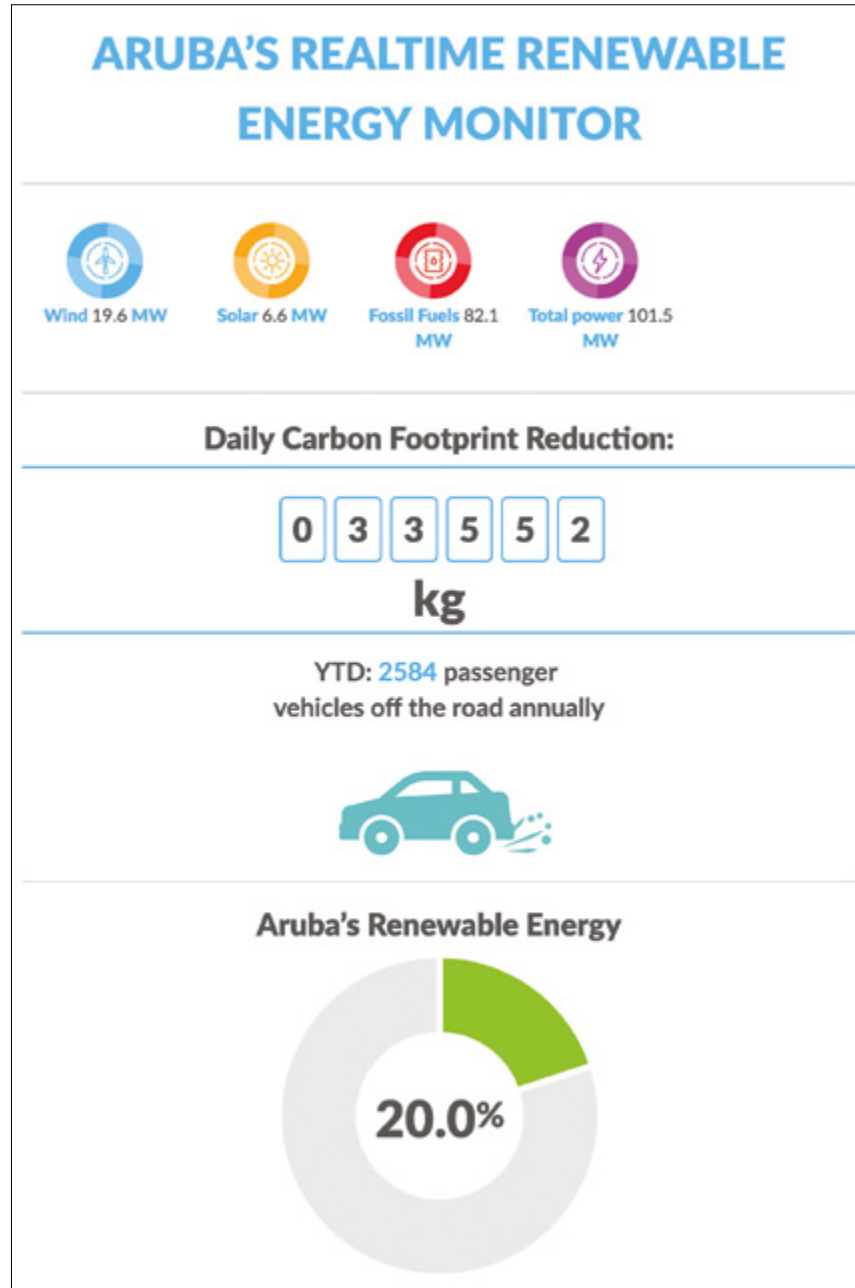 ARUBA’S REALTIME RENEWABLE
ENERGY MONITOR
Wind 19.6 MW
Solar 6.6 MW
Fossil Fuels 82.1
MW
Total power 101.5
MW
Daily Carbon Footprint Reduction:
0 3 3 5 5 2
kg
YTD: 2584 passenger
vehicles off the road annually
Aruba’s Renewable Energy
20.0%